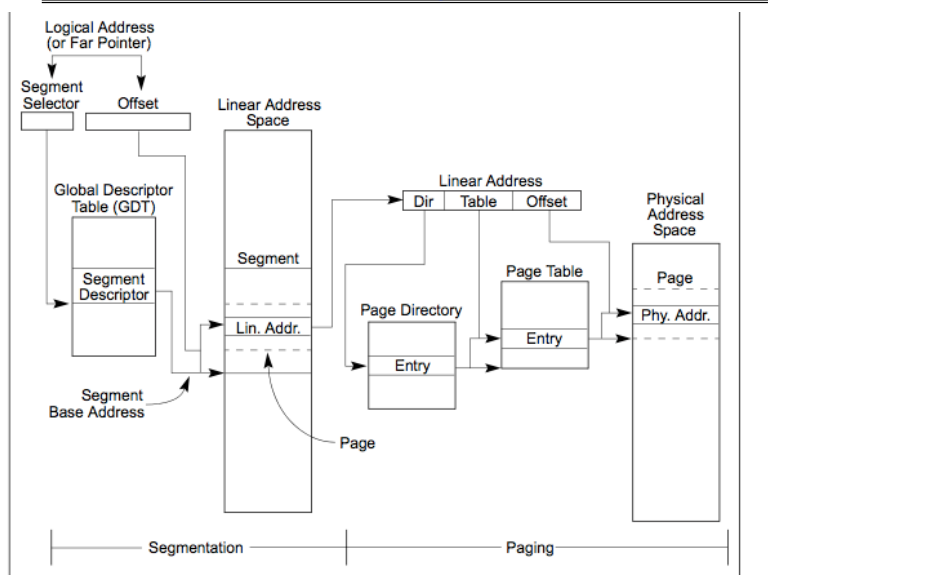 Logical Address
(or Far Pointer)
Segment
Selector
Offset
Linear Address
Space
Global Descriptor
Table (GDT)
Segment
Descriptor
Segment
Lin. Addr.
Segment
Base Address
Page
Linear Address
Dir
Table
Offset
Page Directory
Entry
Page Table
Entry
Physical
Address
Space
Page
Phy. Addr.
Segmentation
Paging